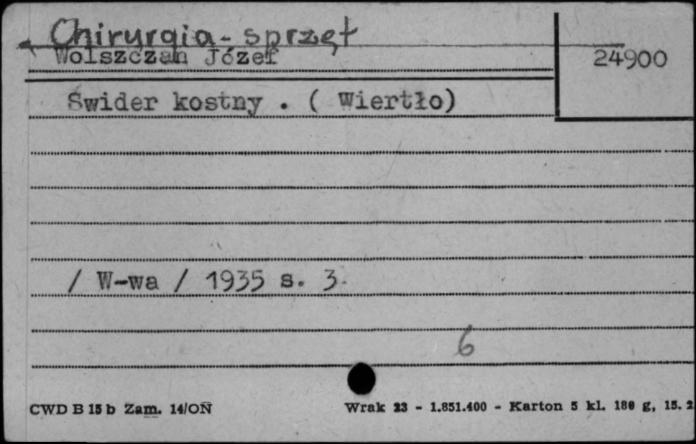 Chirurgia - sprzęt
Wolszczan Józef
24900
Świder kostny . ( Wiertło)
/ W-wa / 1935 s. 3.
6
CWD B 15 b Zam. 14/ON Wrak 23 - 1.851.400 - Karton 5 kl. 180 g, 15. 2